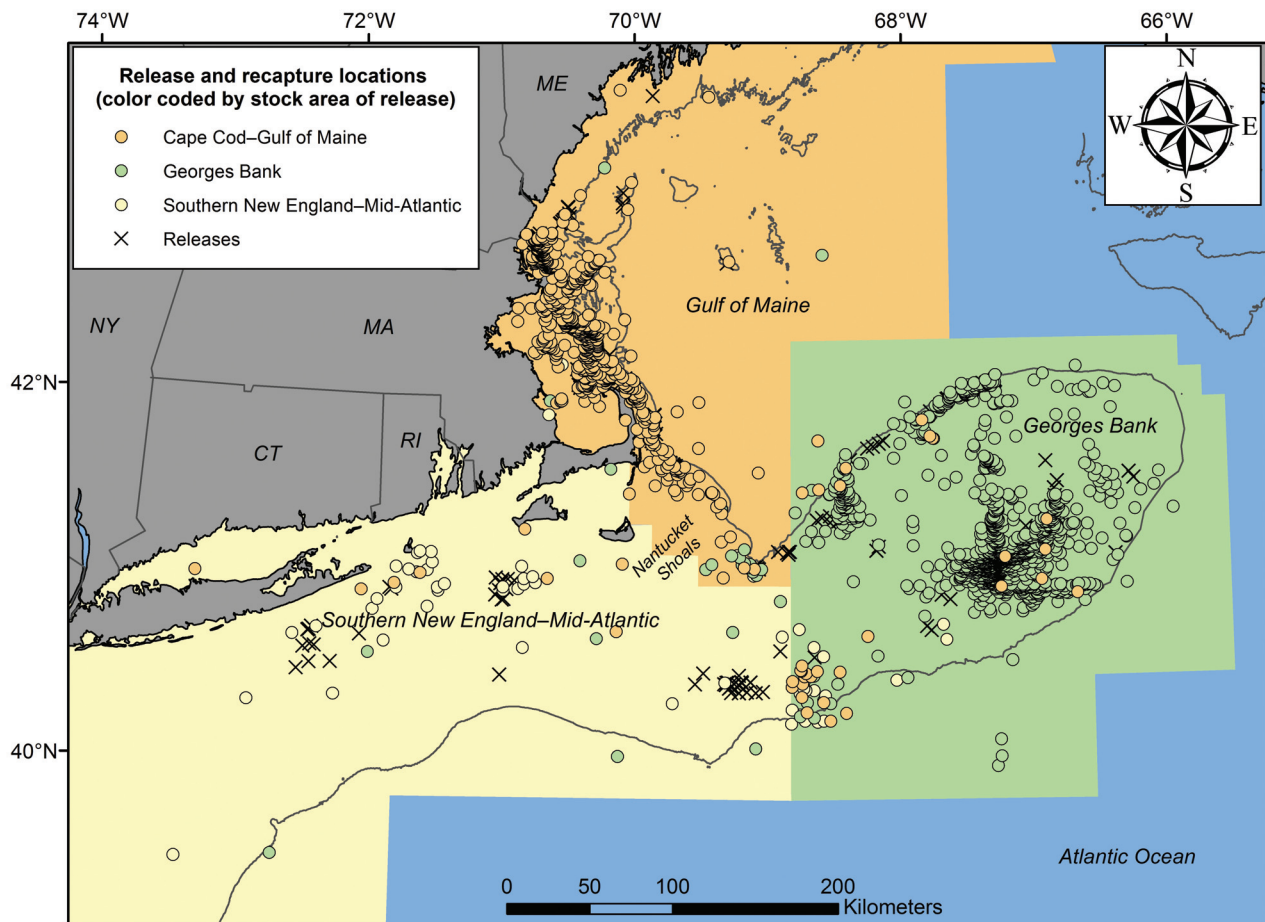 74°W 72°W 70°W 68°W 66°W
Release and recapture locations
(color coded by stock area of release)
Cape Cod–Gulf of Maine
Georges Bank
Southern New England–Mid-Atlantic
Releases
ME
N
W E
S
NY
MA
Gulf of Maine
42°N
CT
RI
Georges Bank
Nantucket
Shoals
Southern New England–Mid-Atlantic
40°N
Atlantic Ocean
0 50 100 200
Kilometers